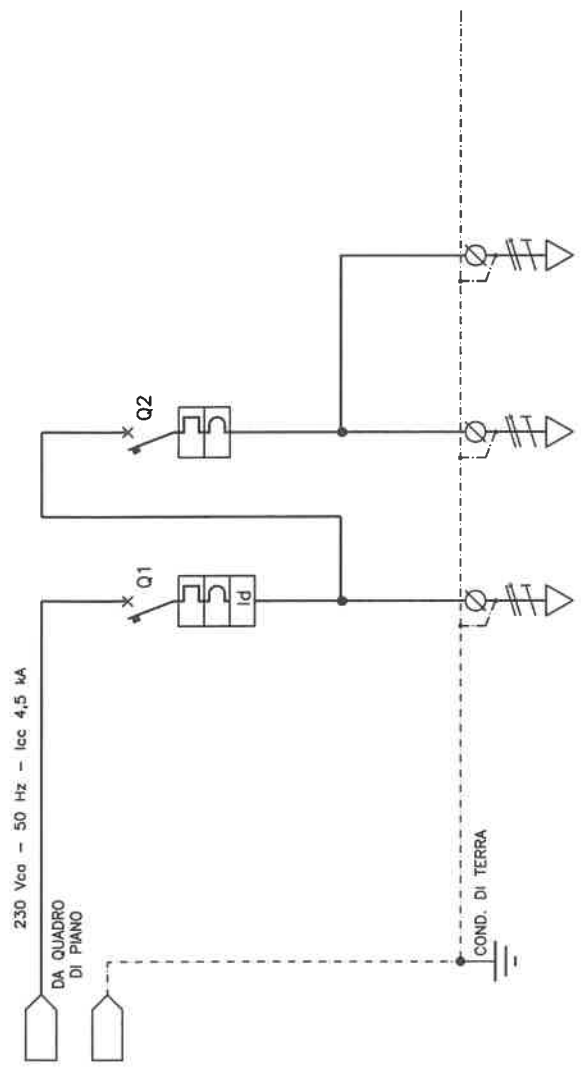 230 Vca – 50 Hz – Icc 4,5 kA
DA QUADRO
DI PIANO
Q1
Id
Q2
COND. DI TERRA